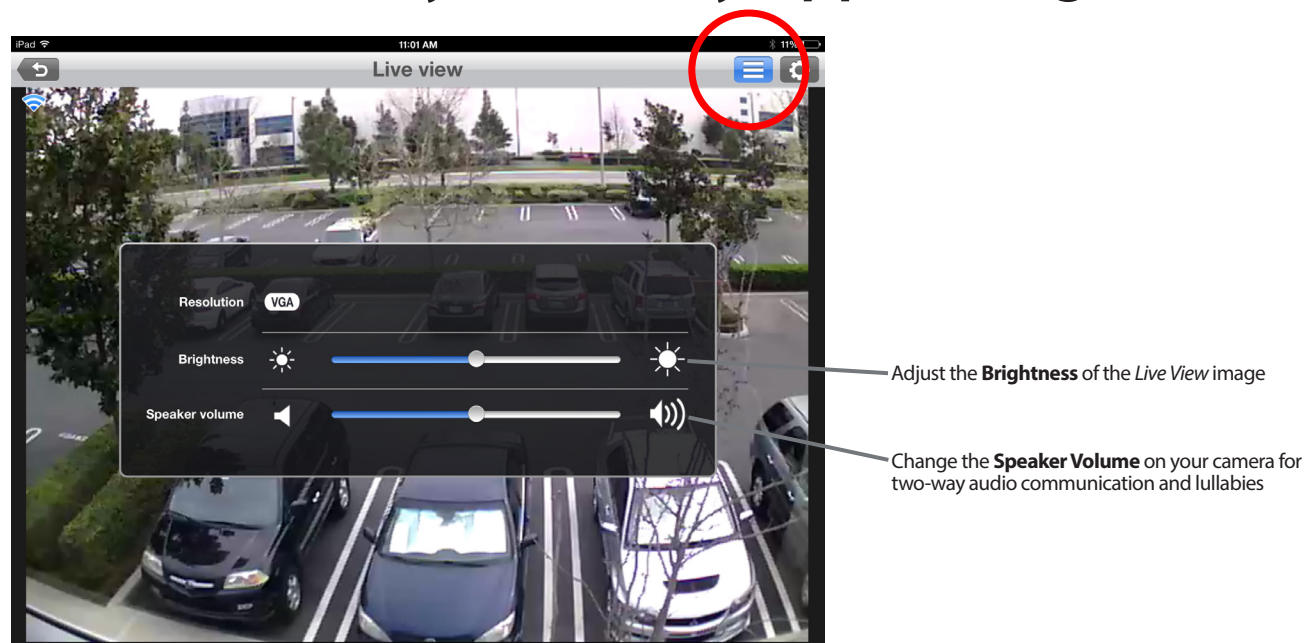 iPad
11:01 AM
11%
Live view
Resolution VGA
Brightness
Speaker volume
Adjust the Brightness of the Live View image
Change the Speaker Volume on your camera for
two-way audio communication and lullabies